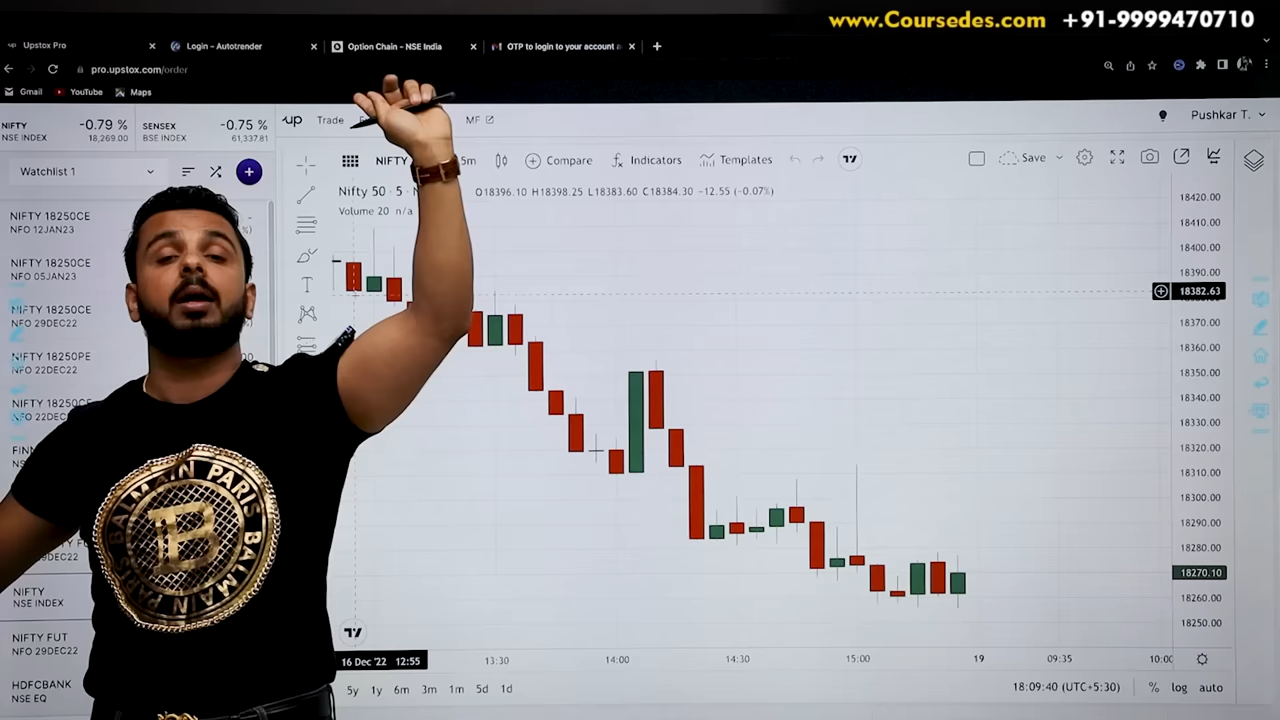 www.Coursedes.com +91-9999470710
Upstox Pro
Login - Autotrender
Option Chain - NSE India
OTP to login to your account a
pro.upstox.com/order
Gmail YouTube Maps
NIFTY -0.79 %
NSE INDEX 18,269.00
SENSEX -0.75 %
BSE INDEX 61,337.81
up Trade
MF
Pushkar T.
Watchlist 1
NIFTY 5m Compare Indicators Templates Save
Nifty 50 · 5 · O18396.10 H18398.25 L18383.60 C18384.30 -12.55 (-0.07%)
Volume 20 n/a
NIFTY 18250CE
NFO 12JAN23
NIFTY 18250CE
NFO 05JAN23
NIFTY 18250CE
NFO 29DEC22
NIFTY 18250PE
NFO 22DEC22
NIFTY 18250CE
NFO 22DEC
FINN
NIFTY
NSE INDEX
NIFTY FUT
NFO 29DEC22
HDFCBANK
NSE EQ
BALMAIN PARIS BALMAIN PARIS
B
18420.00
18410.00
18400.00
18390.00
18382.63
18370.00
18360.00
18350.00
18340.00
18330.00
18320.00
18310.00
18300.00
18290.00
18280.00
18270.10
18260.00
18250.00
16 Dec '22 12:55 13:30 14:00 14:30 15:00 19 09:35 10:00
5y 1y 6m 3m 1m 5d 1d
18:09:40 (UTC+5:30) % log auto